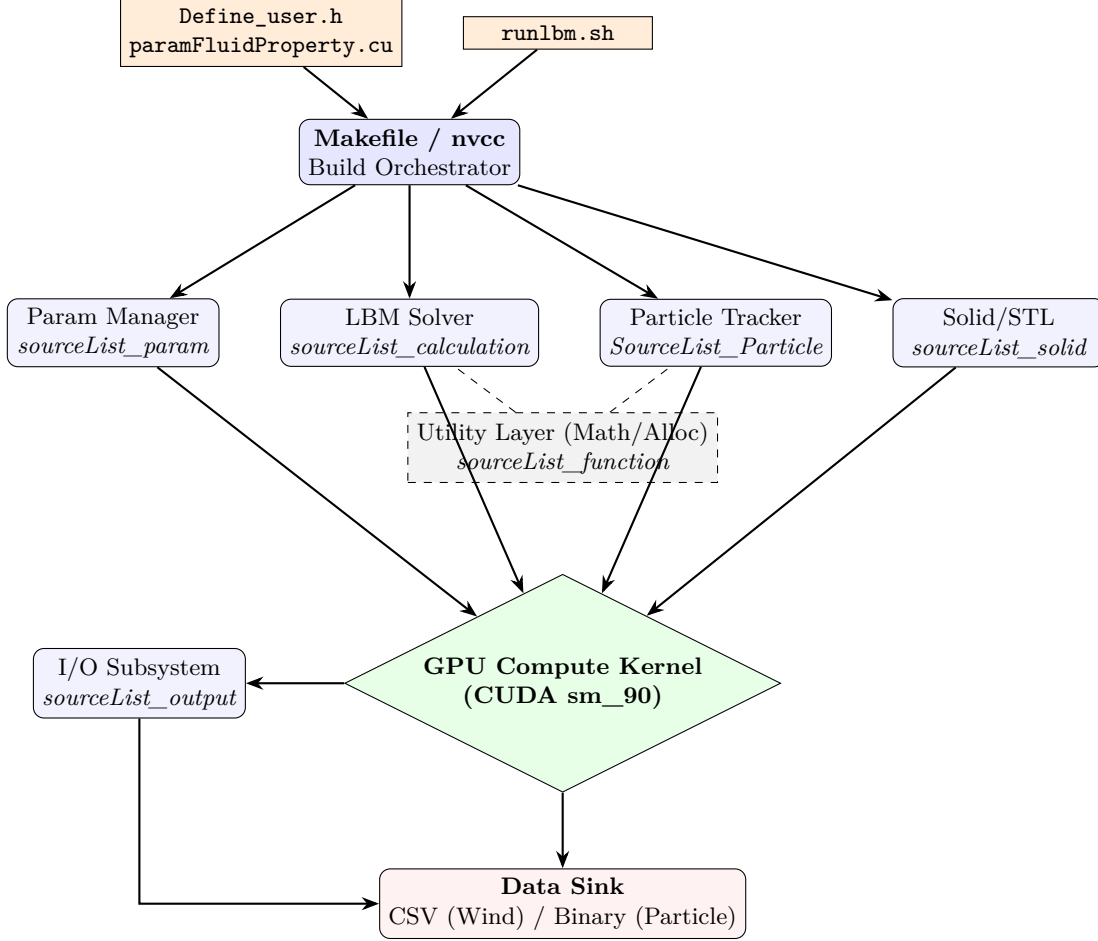 Define_user.h
paramFluidProperty.cu
runlbm.sh
Makefile / nvcc
Build Orchestrator
Param Manager
sourceList_param
LBM Solver
sourceList_calculation
Particle Tracker
SourceList_Particle
Solid/STL
sourceList_solid
Utility Layer (Math/Alloc)
sourceList_function
GPU Compute Kernel
(CUDA sm_90)
I/O Subsystem
sourceList_output
Data Sink
CSV (Wind) / Binary (Particle)